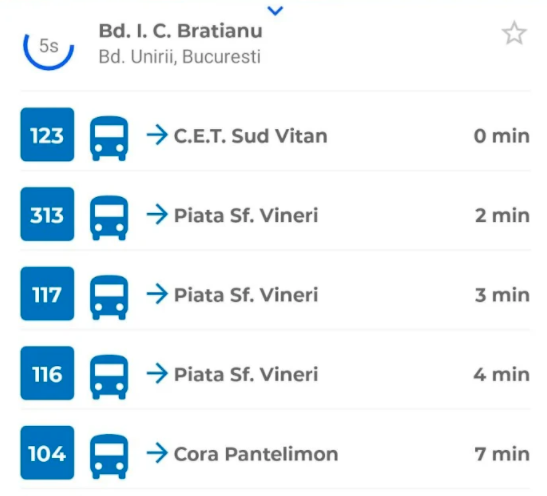 5s
Bd. I. C. Bratianu
Bd. Unirii, Bucuresti
123 C.E.T. Sud Vitan 0 min
313 Piata Sf. Vineri 2 min
117 Piata Sf. Vineri 3 min
116 Piata Sf. Vineri 4 min
104 Cora Pantelimon 7 min